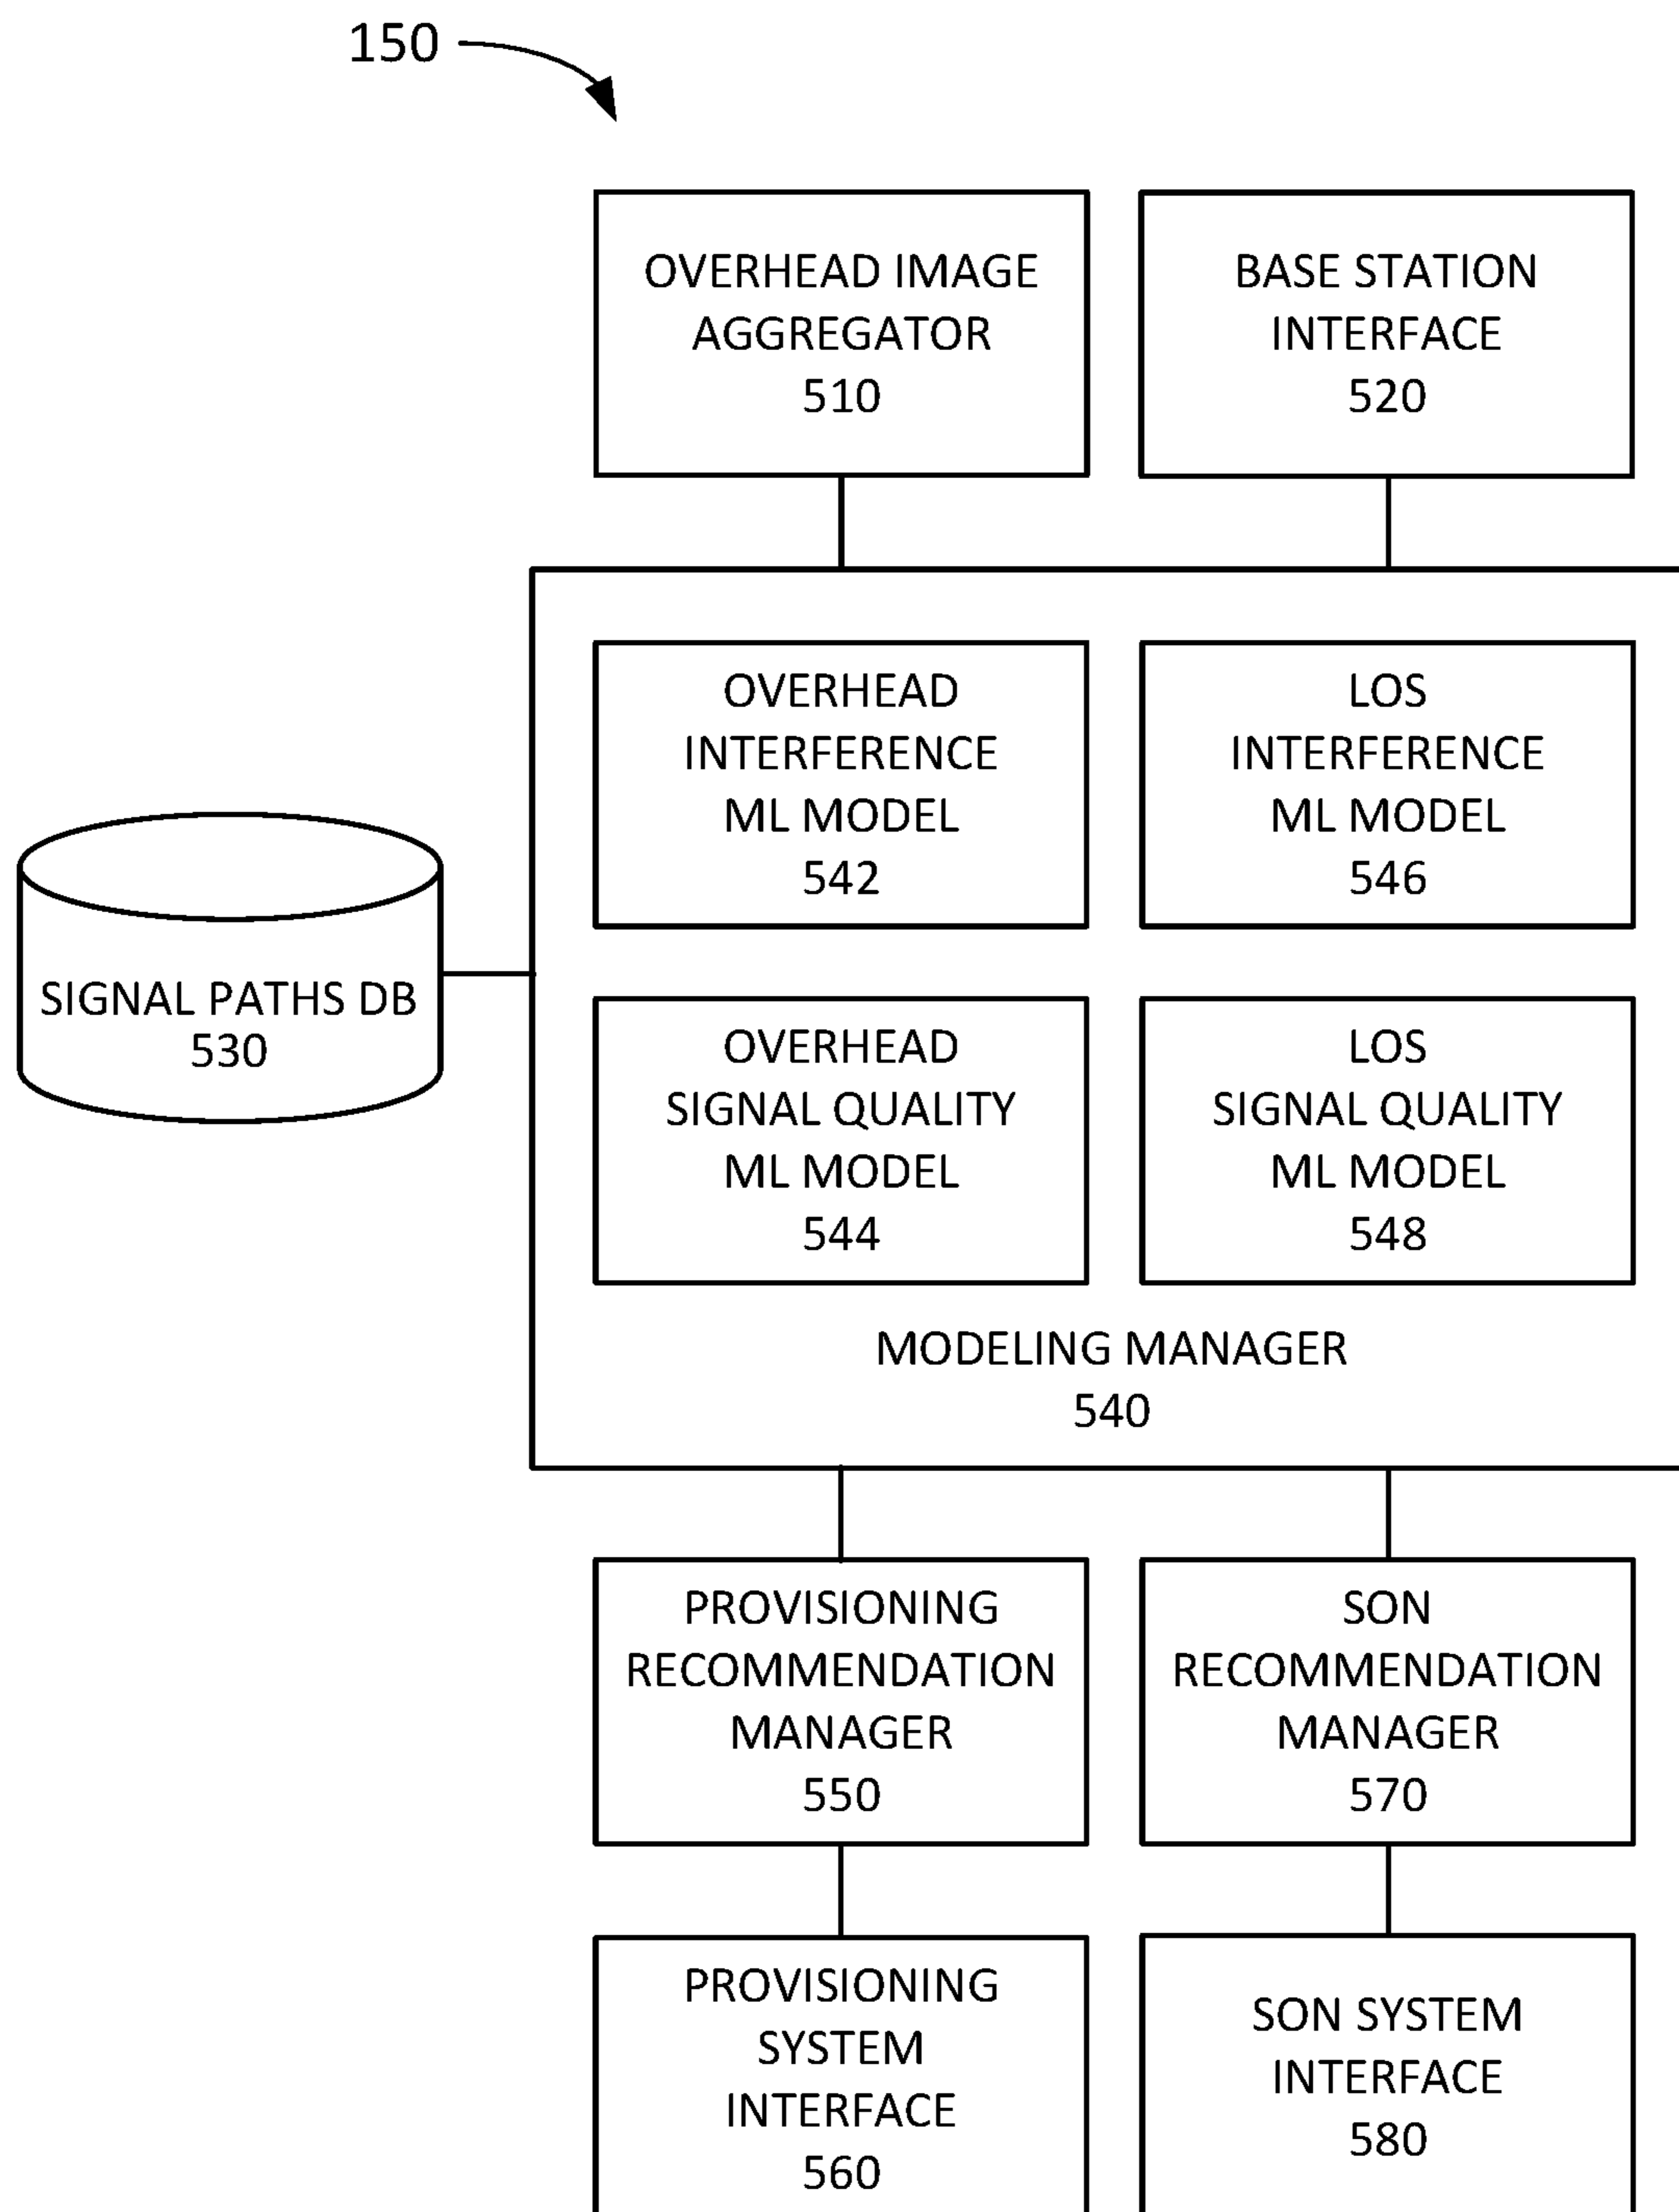 150
OVERHEAD IMAGE
AGGREGATOR
510
BASE STATION
INTERFACE
520
OVERHEAD
INTERFERENCE
ML MODEL
542
LOS
INTERFERENCE
ML MODEL
546
SIGNAL PATHS DB
530
OVERHEAD
SIGNAL QUALITY
ML MODEL
544
LOS
SIGNAL QUALITY
ML MODEL
548
MODELING MANAGER
540
PROVISIONING
RECOMMENDATION
MANAGER
550
SON
RECOMMENDATION
MANAGER
570
PROVISIONING
SYSTEM
INTERFACE
560
SON SYSTEM
INTERFACE
580